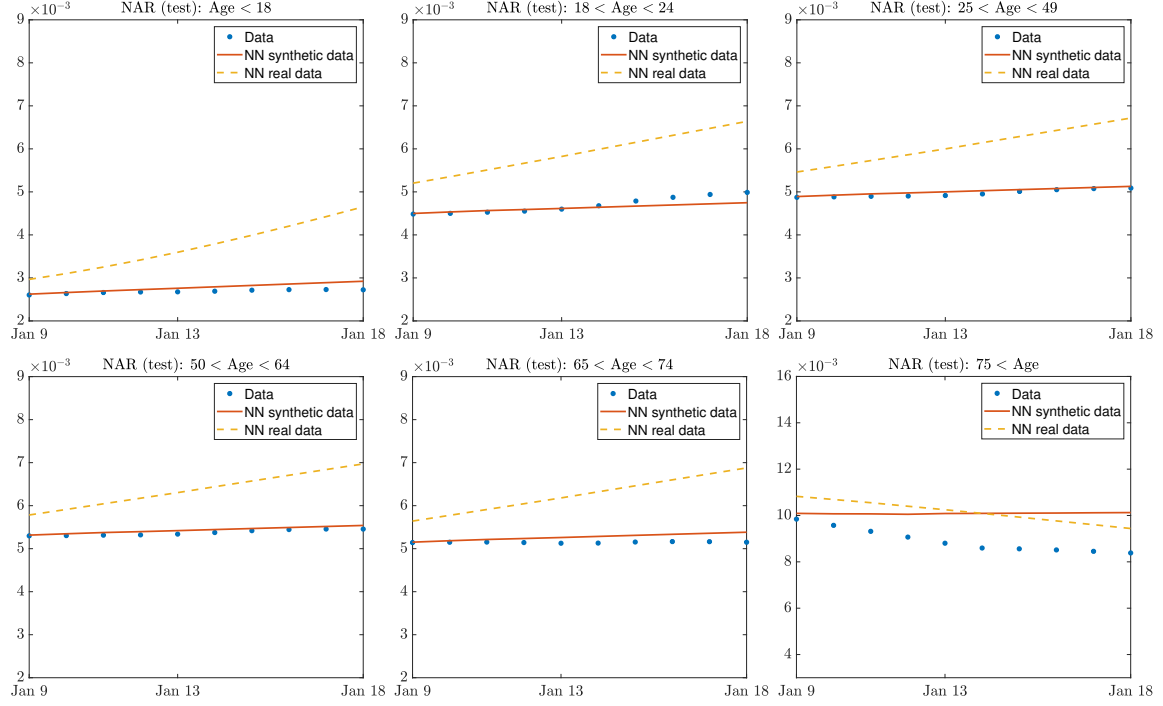 NAR (test): Age < 18
×10⁻³
9
8
7
6
5
4
3
2
Jan 9
Jan 13
Jan 18
Data
NN synthetic data
NN real data
NAR (test): 18 < Age < 24
×10⁻³
9
8
7
6
5
4
3
2
Jan 9
Jan 13
Jan 18
Data
NN synthetic data
NN real data
NAR (test): 25 < Age < 49
×10⁻³
9
8
7
6
5
4
3
2
Jan 9
Jan 13
Jan 18
Data
NN synthetic data
NN real data
NAR (test): 50 < Age < 64
×10⁻³
9
8
7
6
5
4
3
2
Jan 9
Jan 13
Jan 18
Data
NN synthetic data
NN real data
NAR (test): 65 < Age < 74
×10⁻³
9
8
7
6
5
4
3
2
Jan 9
Jan 13
Jan 18
Data
NN synthetic data
NN real data
NAR (test): 75 < Age
×10⁻³
16
14
12
10
8
6
4
Jan 9
Jan 13
Jan 18
Data
NN synthetic data
NN real data